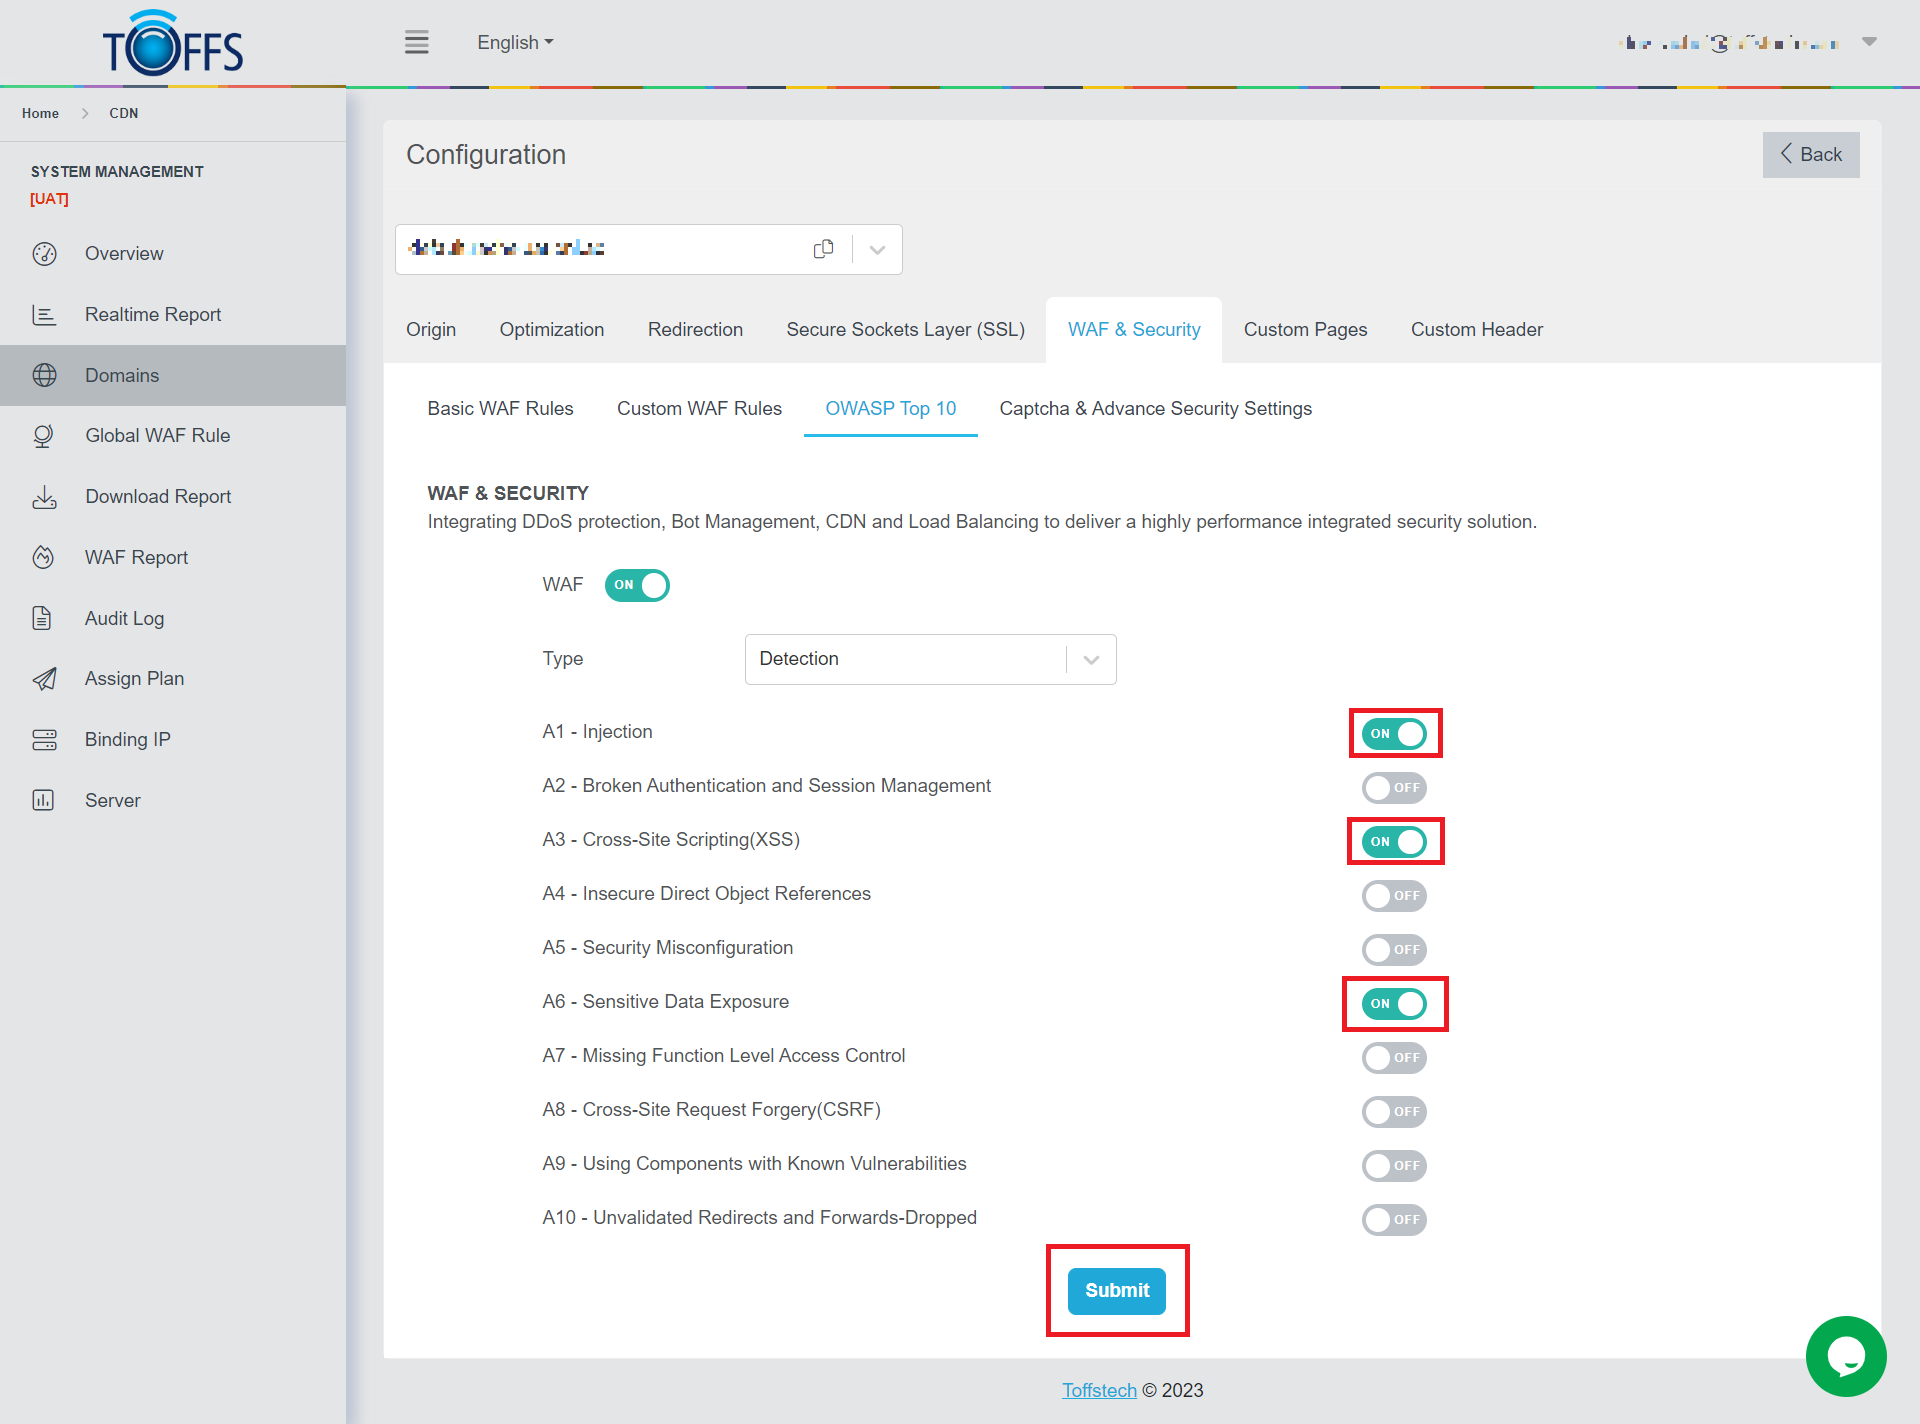 TOFFS
English
Home > CDN
SYSTEM MANAGEMENT
[UAT]
Overview
Realtime Report
Domains
Global WAF Rule
Download Report
WAF Report
Audit Log
Assign Plan
Binding IP
Server
Configuration
Back
Origin Optimization Redirection Secure Sockets Layer (SSL) WAF & Security Custom Pages Custom Header
Basic WAF Rules Custom WAF Rules OWASP Top 10 Captcha & Advance Security Settings
WAF & SECURITY
Integrating DDoS protection, Bot Management, CDN and Load Balancing to deliver a highly performance integrated security solution.
WAF ON
Type Detection
A1 - Injection ON
A2 - Broken Authentication and Session Management OFF
A3 - Cross-Site Scripting(XSS) ON
A4 - Insecure Direct Object References OFF
A5 - Security Misconfiguration OFF
A6 - Sensitive Data Exposure ON
A7 - Missing Function Level Access Control OFF
A8 - Cross-Site Request Forgery(CSRF) OFF
A9 - Using Components with Known Vulnerabilities OFF
A10 - Unvalidated Redirects and Forwards-Dropped OFF
Submit
Toffstech © 2023